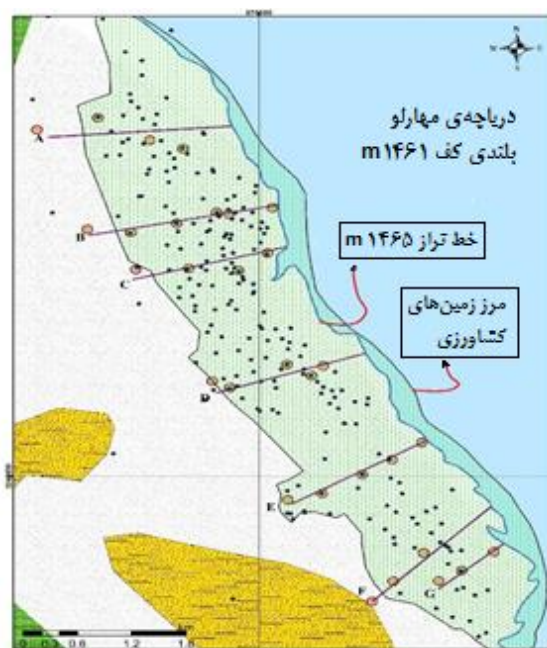 N
W
E
S
دریاچه‌ی مهارلو
بلندی کف ۱۴۶۱ m
A
خط تراز ۱۴۶۵ m
B
مرز زمین‌های
کشاورزی
C
D
E
F
G
0 0.3 0.6 1.2 1.8